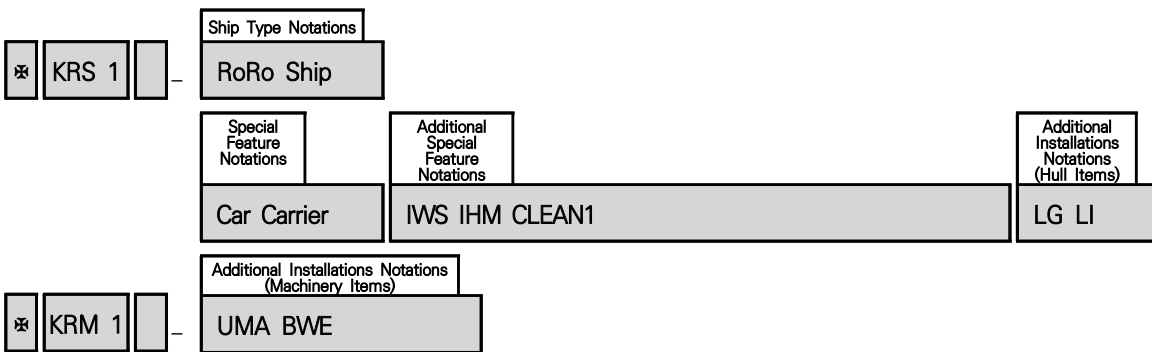 Ship Type Notations
✠ KRS 1 _ RoRo Ship
Special
Feature
Notations
Additional
Special
Feature
Notations
Additional
Installations
Notations
(Hull Items)
Car Carrier IWS IHM CLEAN1 LG LI
Additional Installations Notations
(Machinery Items)
✠ KRM 1 _ UMA BWE